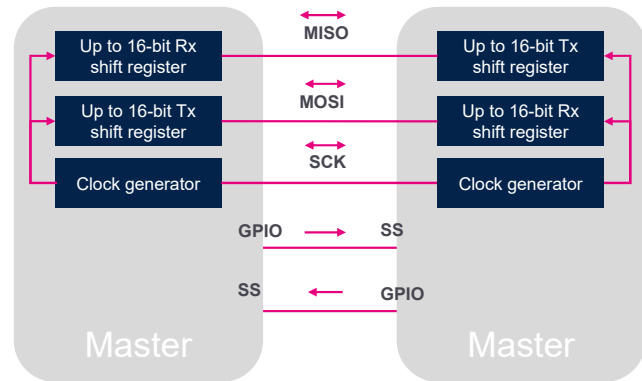 MISO
Up to 16-bit Rx
shift register
Up to 16-bit Tx
shift register
MOSI
Up to 16-bit Tx
shift register
Up to 16-bit Rx
shift register
SCK
Clock generator
Clock generator
GPIO
SS
SS
GPIO
Master
Master